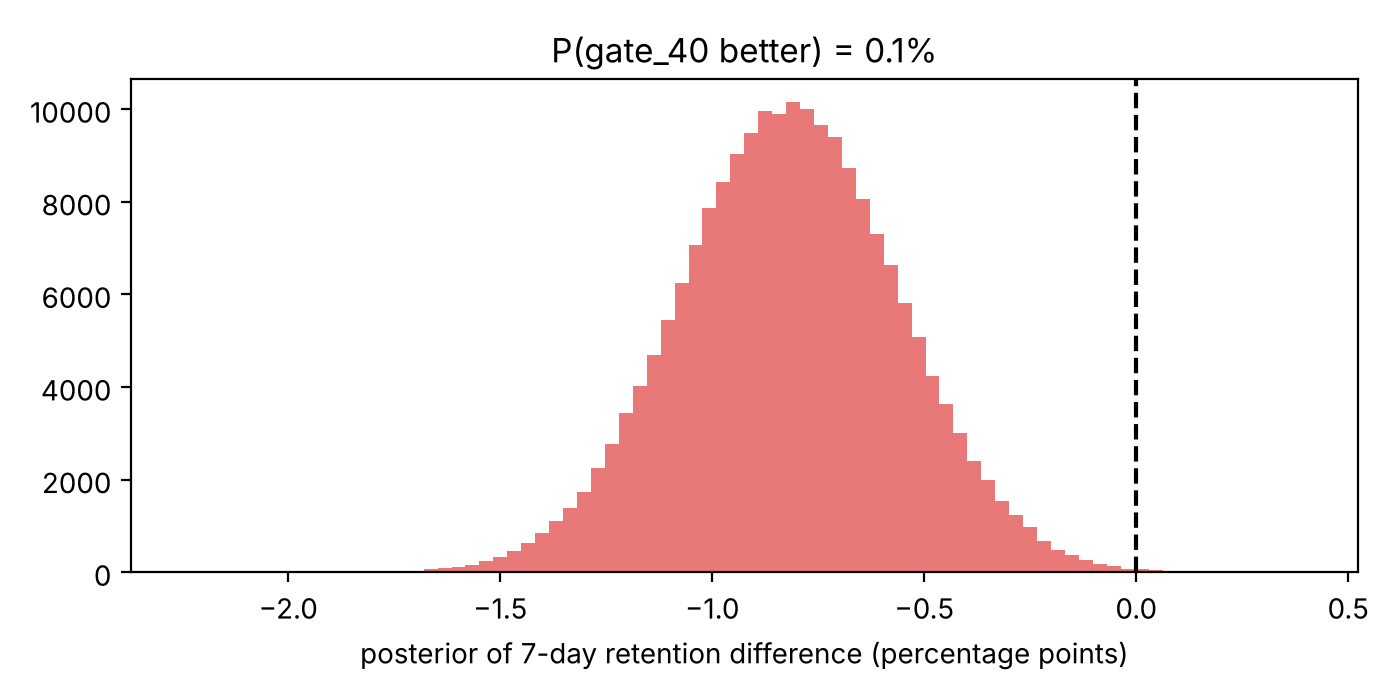 P(gate_40 better) = 0.1%
10000
8000
6000
4000
2000
0
−2.0 −1.5 −1.0 −0.5 0.0 0.5
posterior of 7-day retention difference (percentage points)